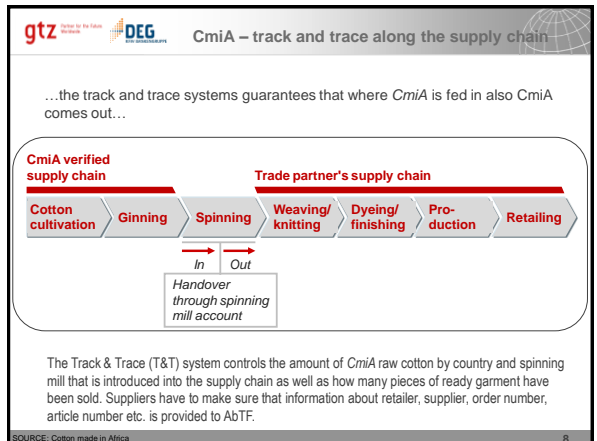 gtz Partner for the Future. Worldwide. DEG
CmiA – track and trace along the supply chain
…the track and trace systems guarantees that where CmiA is fed in also CmiA
comes out…
CmiA verified
supply chain
Trade partner's supply chain
Cotton
cultivation
Ginning
Spinning
Weaving/
knitting
Dyeing/
finishing
Pro-
duction
Retailing
In Out
Handover
through spinning
mill account
The Track & Trace (T&T) system controls the amount of CmiA raw cotton by country and spinning
mill that is introduced into the supply chain as well as how many pieces of ready garment have
been sold. Suppliers have to make sure that information about retailer, supplier, order number,
article number etc. is provided to AbTF.
SOURCE: Cotton made in Africa
8